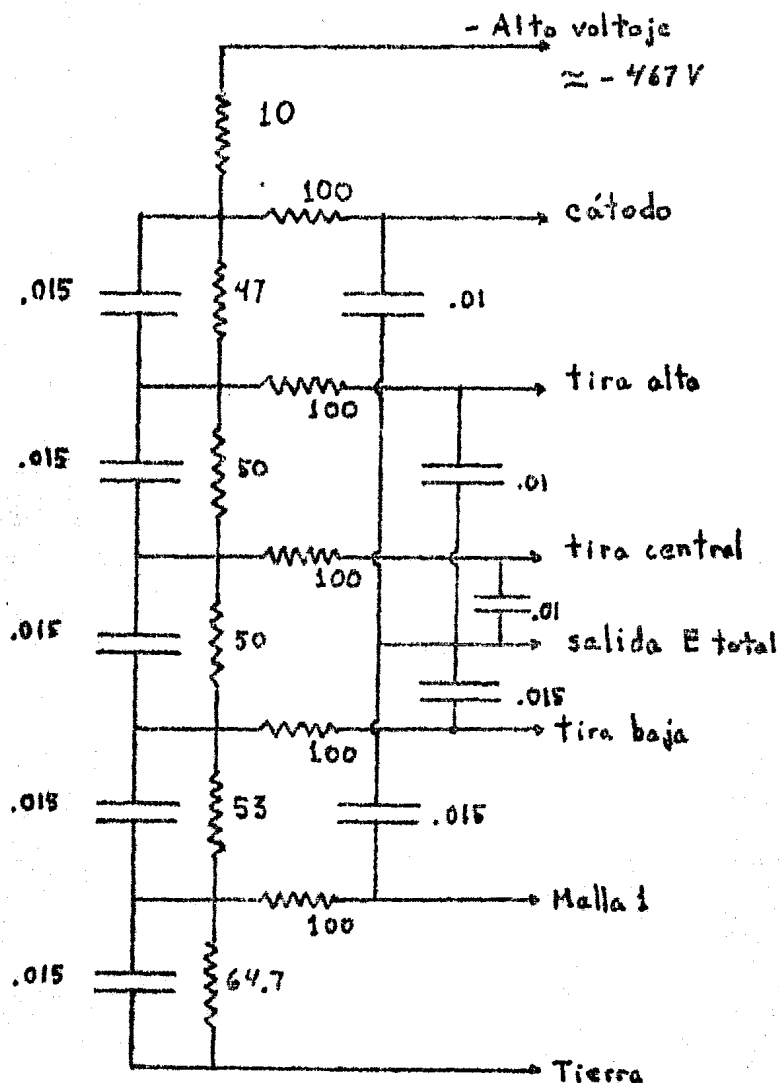 - Alto voltaje
≃ - 467 V
10
100
cátodo
.015
47
.01
tira alta
100
.015
50
.01
tira central
100
.01
.015
50
salida E total
.015
tira baja
100
.015
53
.015
Malla 1
100
.015
64.7
Tierra